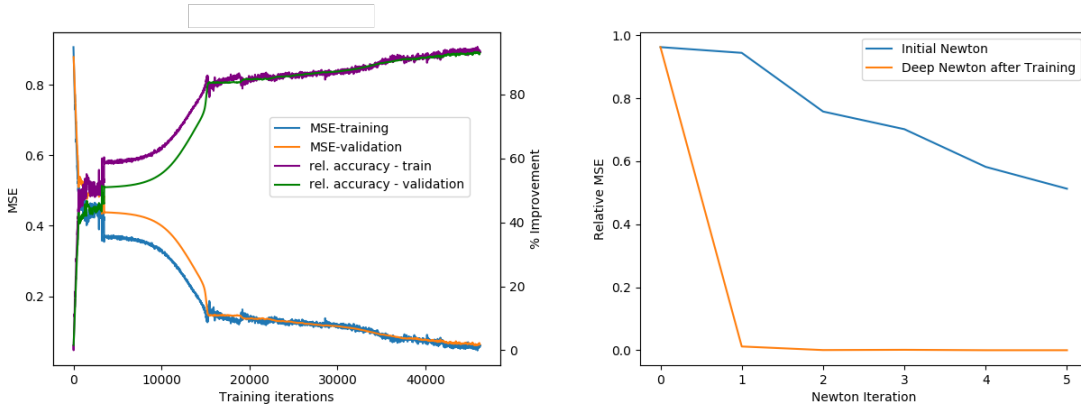 0.8
0.6
0.4
0.2
MSE
0
10000
20000
30000
40000
Training iterations
80
60
40
20
0
% Improvement
MSE-training
MSE-validation
rel. accuracy - train
rel. accuracy - validation
1.0
0.8
0.6
0.4
0.2
0.0
Relative MSE
0
1
2
3
4
5
Newton Iteration
Initial Newton
Deep Newton after Training